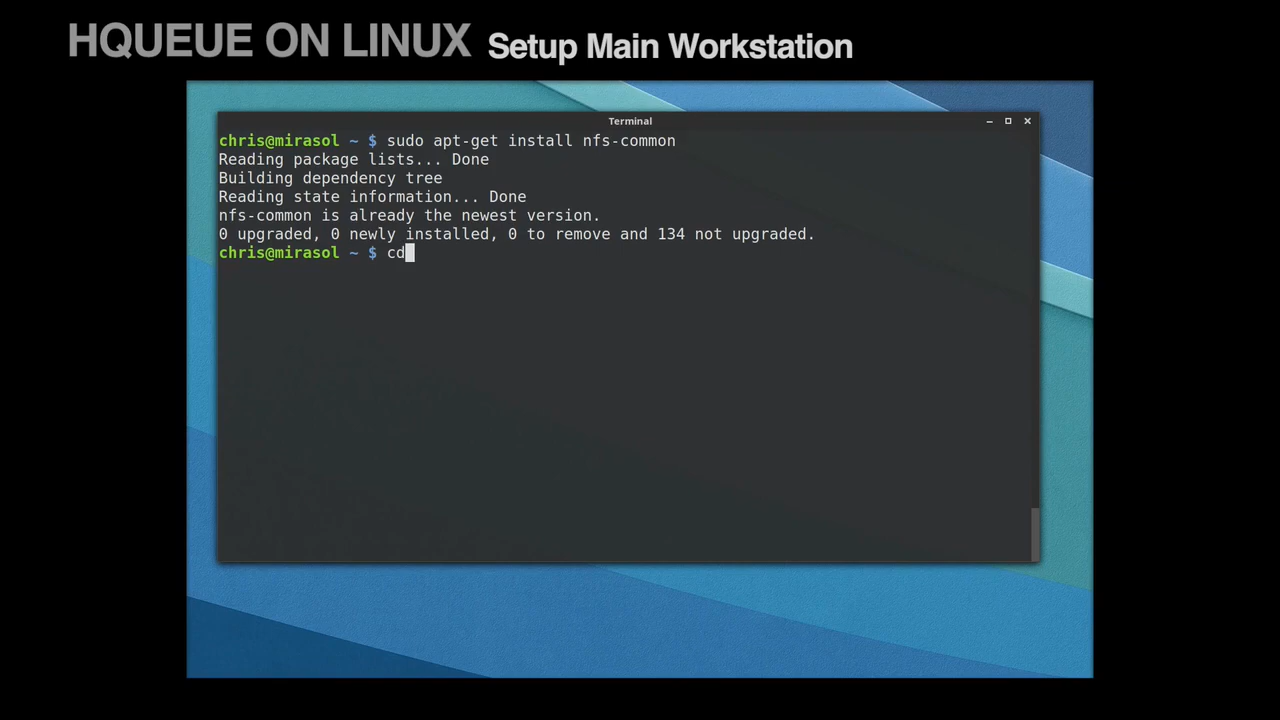 HQUEUE ON LINUX Setup Main Workstation
Terminal
chris@mirasol ~ $ sudo apt-get install nfs-common
Reading package lists... Done
Building dependency tree
Reading state information... Done
nfs-common is already the newest version.
0 upgraded, 0 newly installed, 0 to remove and 134 not upgraded.
chris@mirasol ~ $ cd